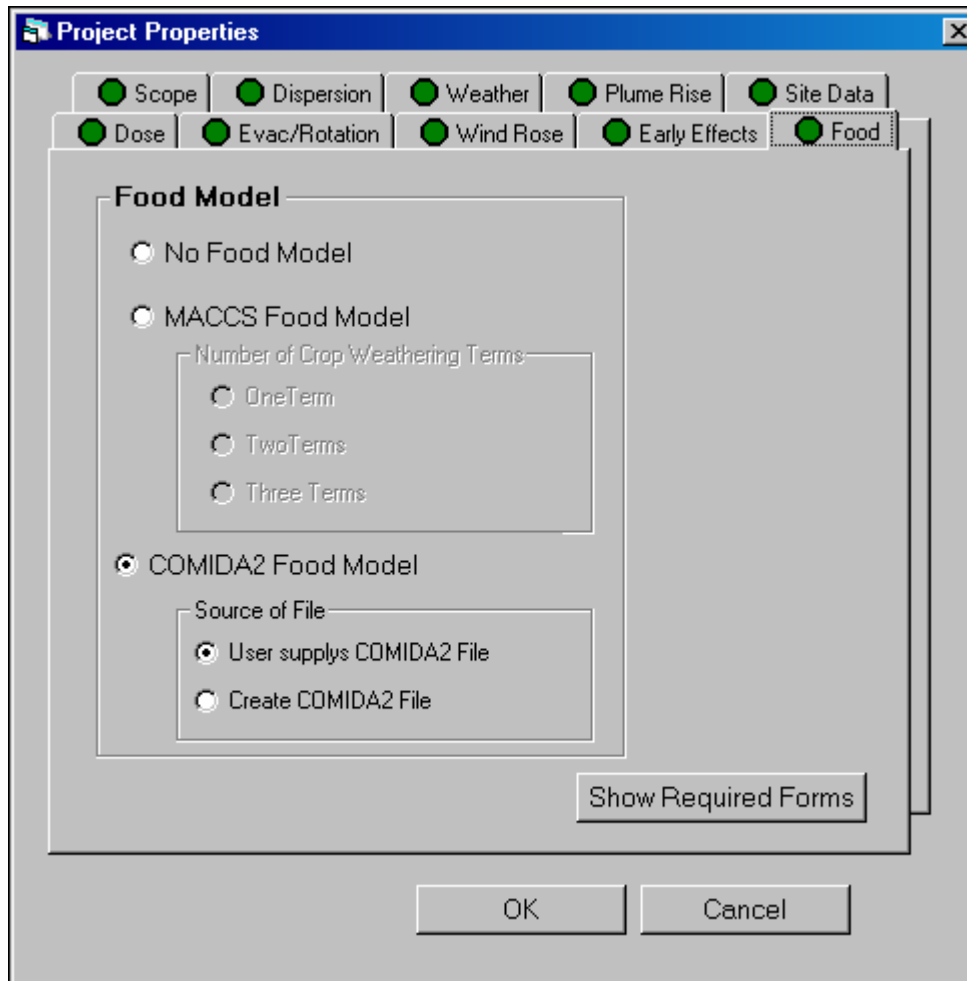 Project Properties
Scope Dispersion Weather Plume Rise Site Data
Dose Evac/Rotation Wind Rose Early Effects Food
Food Model
No Food Model
MACCS Food Model
Number of Crop Weathering Terms
OneTerm
TwoTerms
Three Terms
COMIDA2 Food Model
Source of File
User supplys COMIDA2 File
Create COMIDA2 File
Show Required Forms
OK Cancel